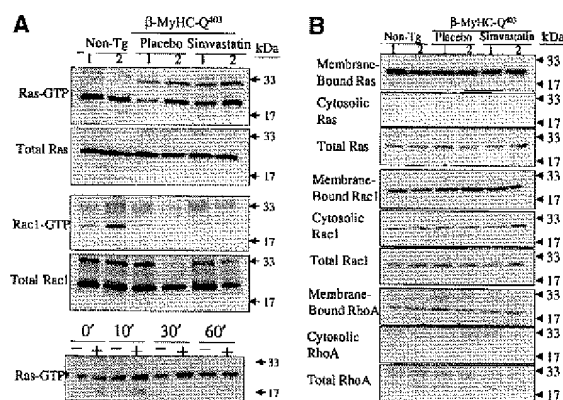 A
β-MyHC-Q403
Non-Tg Placebo Simvastatin kDa
1 2 1 2 1 2
Ras-GTP
33
17
Total Ras
33
17
Rac1-GTP
33
17
Total Rac1
33
17
0′ 10′ 30′ 60′
− + − + − + − +
Ras-GTP
33
17
B
β-MyHC-Q403
Non-Tg Placebo Simvastatin kDa
1 2 1 2 1 2
Membrane-
Bound Ras
33
17
Cytosolic
Ras
33
17
Total Ras
33
17
Membrane-
Bound Rac1
33
17
Cytosolic
Rac1
33
17
Total Rac1
33
17
Membrane-
Bound RhoA
33
17
Cytosolic
RhoA
33
17
Total RhoA
33
17